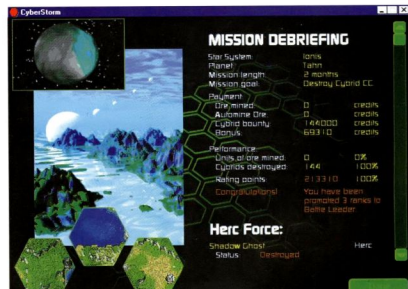 CyberStorm
MISSION DEBRIEFING
Star System: Ionis
Planet: Tahn
Mission length: 2 months
Mission goal: Destroy Cybrid CC
Payment
Ore mined: 0 credits
Automine Ore: 0 credits
Cybrid bounty: 144000 credits
Bonus: 69310 credits
Performance:
Units of ore mined: 0 0%
Cybrids destroyed: 144 100%
Rating points: 213310 100%
Congratulations! You have been
promoted 3 ranks to
Battle Leader
Herc Force:
Shadow Ghost Herc
Status: Destroyed